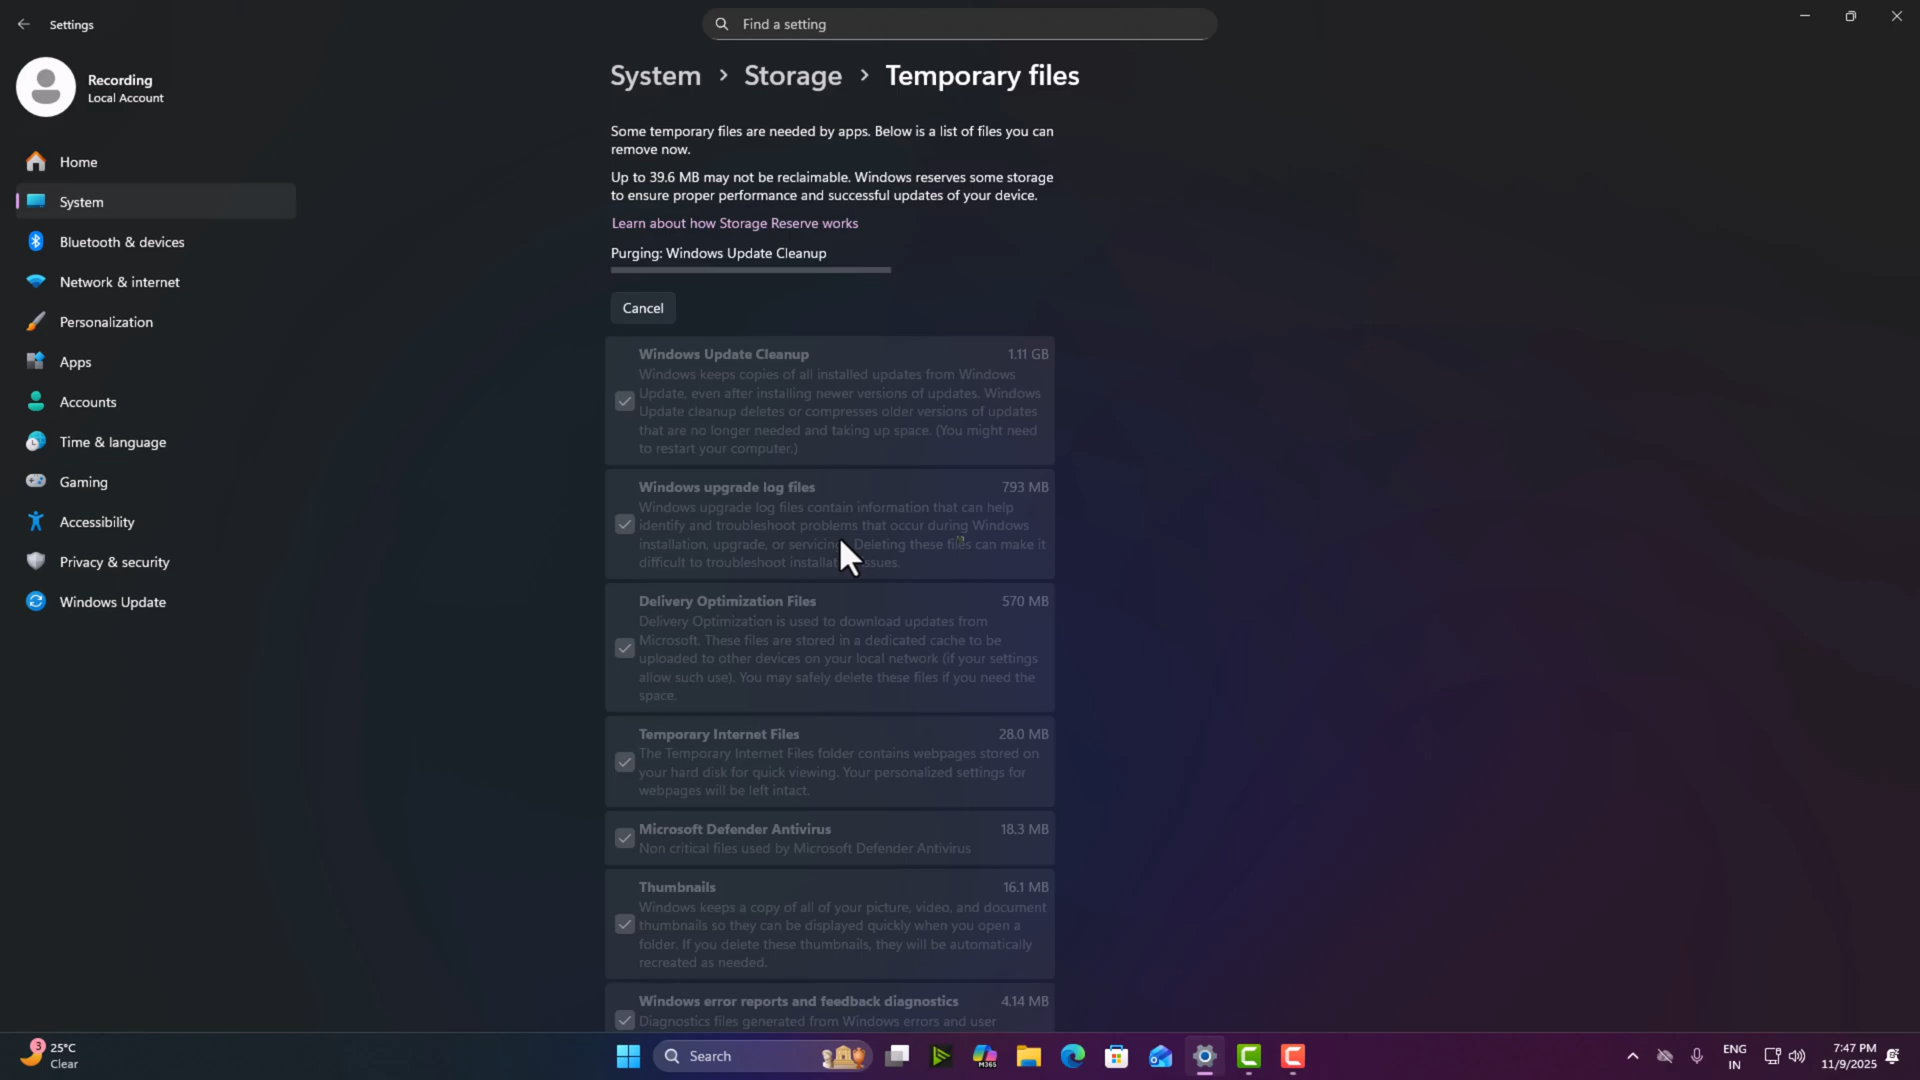 Settings
Find a setting
Recording
Local Account
Home
System
Bluetooth & devices
Network & internet
Personalization
Apps
Accounts
Time & language
Gaming
Accessibility
Privacy & security
Windows Update
System > Storage > Temporary files
Some temporary files are needed by apps. Below is a list of files you can
remove now.
Up to 39.6 MB may not be reclaimable. Windows reserves some storage
to ensure proper performance and successful updates of your device.
Learn about how Storage Reserve works
Purging: Windows Update Cleanup
Cancel
Windows Update Cleanup 1.11 GB
Windows keeps copies of all installed updates from Windows
Update, even after installing newer versions of updates. Windows
Update cleanup deletes or compresses older versions of updates
that are no longer needed and taking up space. (You might need
to restart your computer.)
Windows upgrade log files 793 MB
Windows upgrade log files contain information that can help
identify and troubleshoot problems that occur during Windows
installation, upgrade, or servicing. Deleting these files can make it
difficult to troubleshoot installation issues.
Delivery Optimization Files 570 MB
Delivery Optimization is used to download updates from
Microsoft. These files are stored in a dedicated cache to be
uploaded to other devices on your local network (if your settings
allow such use). You may safely delete these files if you need the
space.
Temporary Internet Files 28.0 MB
The Temporary Internet Files folder contains webpages stored on
your hard disk for quick viewing. Your personalized settings for
webpages will be left intact.
Microsoft Defender Antivirus 18.3 MB
Non critical files used by Microsoft Defender Antivirus
Thumbnails 16.1 MB
Windows keeps a copy of all of your picture, video, and document
thumbnails so they can be displayed quickly when you open a
folder. If you delete these thumbnails, they will be automatically
recreated as needed.
Windows error reports and feedback diagnostics 4.14 MB
Diagnostics files generated from Windows errors and user
3
25°C
Clear
Search
M365
ENG
IN
7:47 PM
11/9/2025